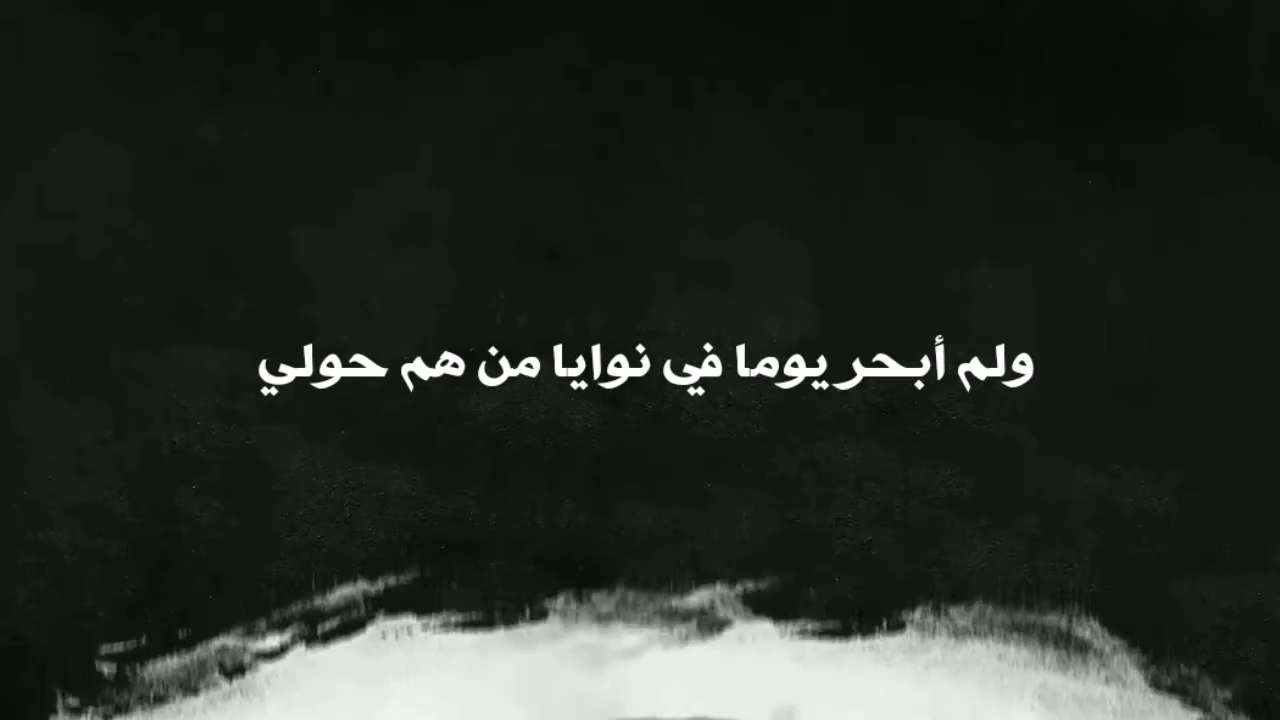 ولم أبحر يوما في نوايا من هم حولي